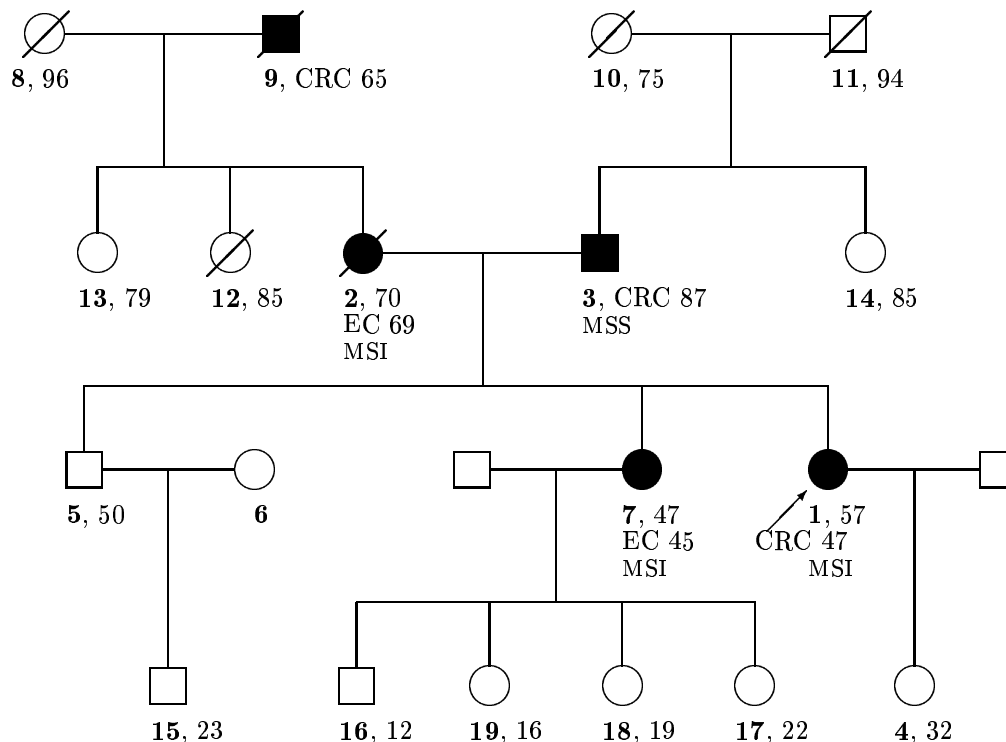 8, 96
9, CRC 65
10, 75
11, 94
13, 79
12, 85
2, 70
EC 69
MSI
3, CRC 87
MSS
14, 85
5, 50
6
7, 47
EC 45
MSI
1, 57
CRC 47
MSI
15, 23
16, 12
19, 16
18, 19
17, 22
4, 32